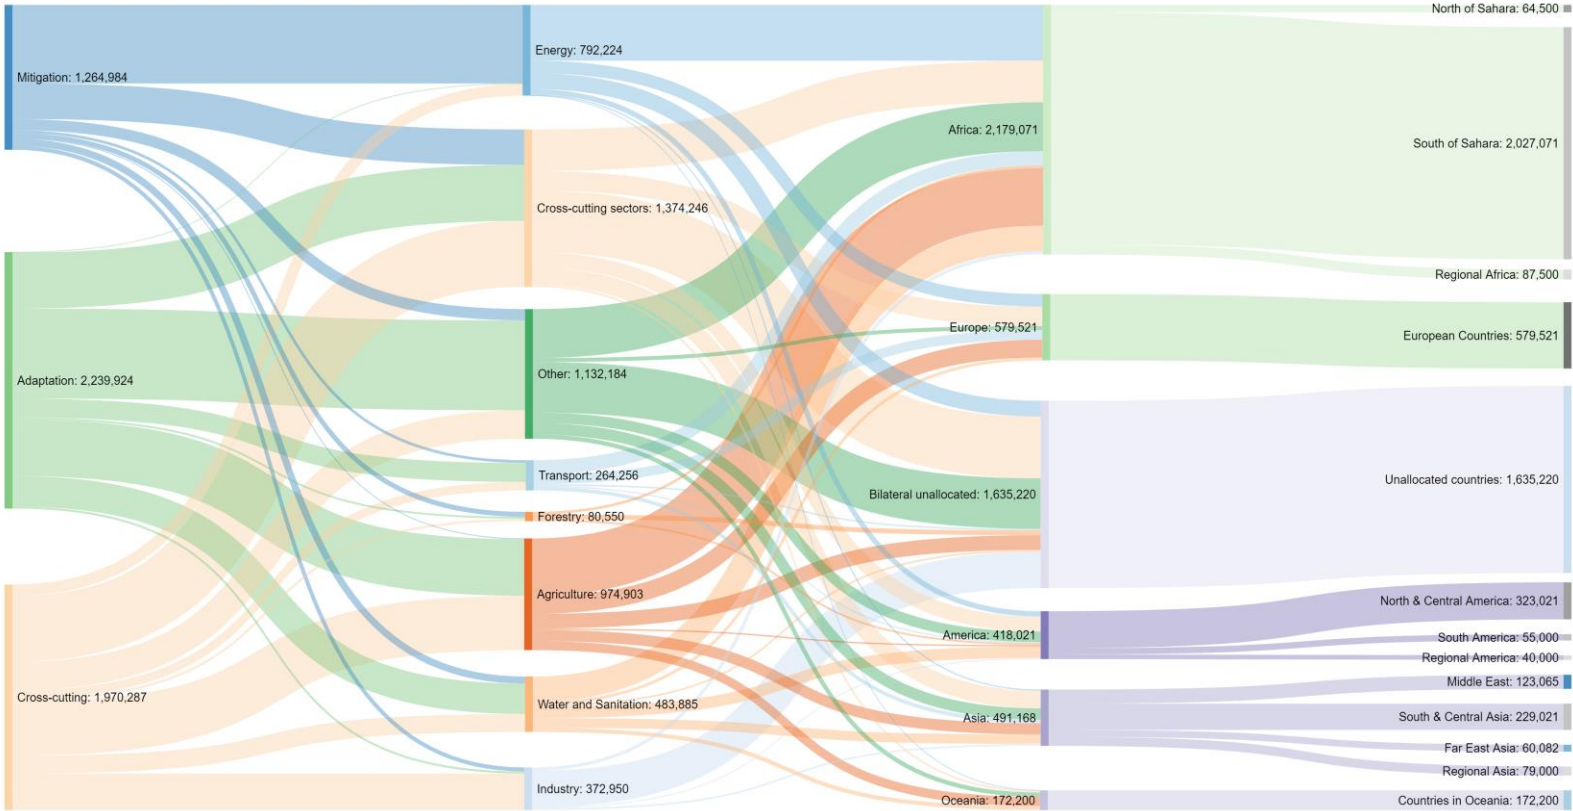 Mitigation: 1,264,984
Adaptation: 2,239,924
Cross-cutting: 1,970,287
Energy: 792,224
Cross-cutting sectors: 1,374,246
Other: 1,132,184
Transport: 264,256
Forestry: 80,550
Agriculture: 974,903
Water and Sanitation: 483,885
Industry: 372,950
Africa: 2,179,071
Europe: 579,521
Bilateral unallocated: 1,635,220
America: 418,021
Asia: 491,168
Oceania: 172,200
North of Sahara: 64,500
South of Sahara: 2,027,071
Regional Africa: 87,500
European Countries: 579,521
Unallocated countries: 1,635,220
North & Central America: 323,021
South America: 55,000
Regional America: 40,000
Middle East: 123,065
South & Central Asia: 229,021
Far East Asia: 60,082
Regional Asia: 79,000
Countries in Oceania: 172,200